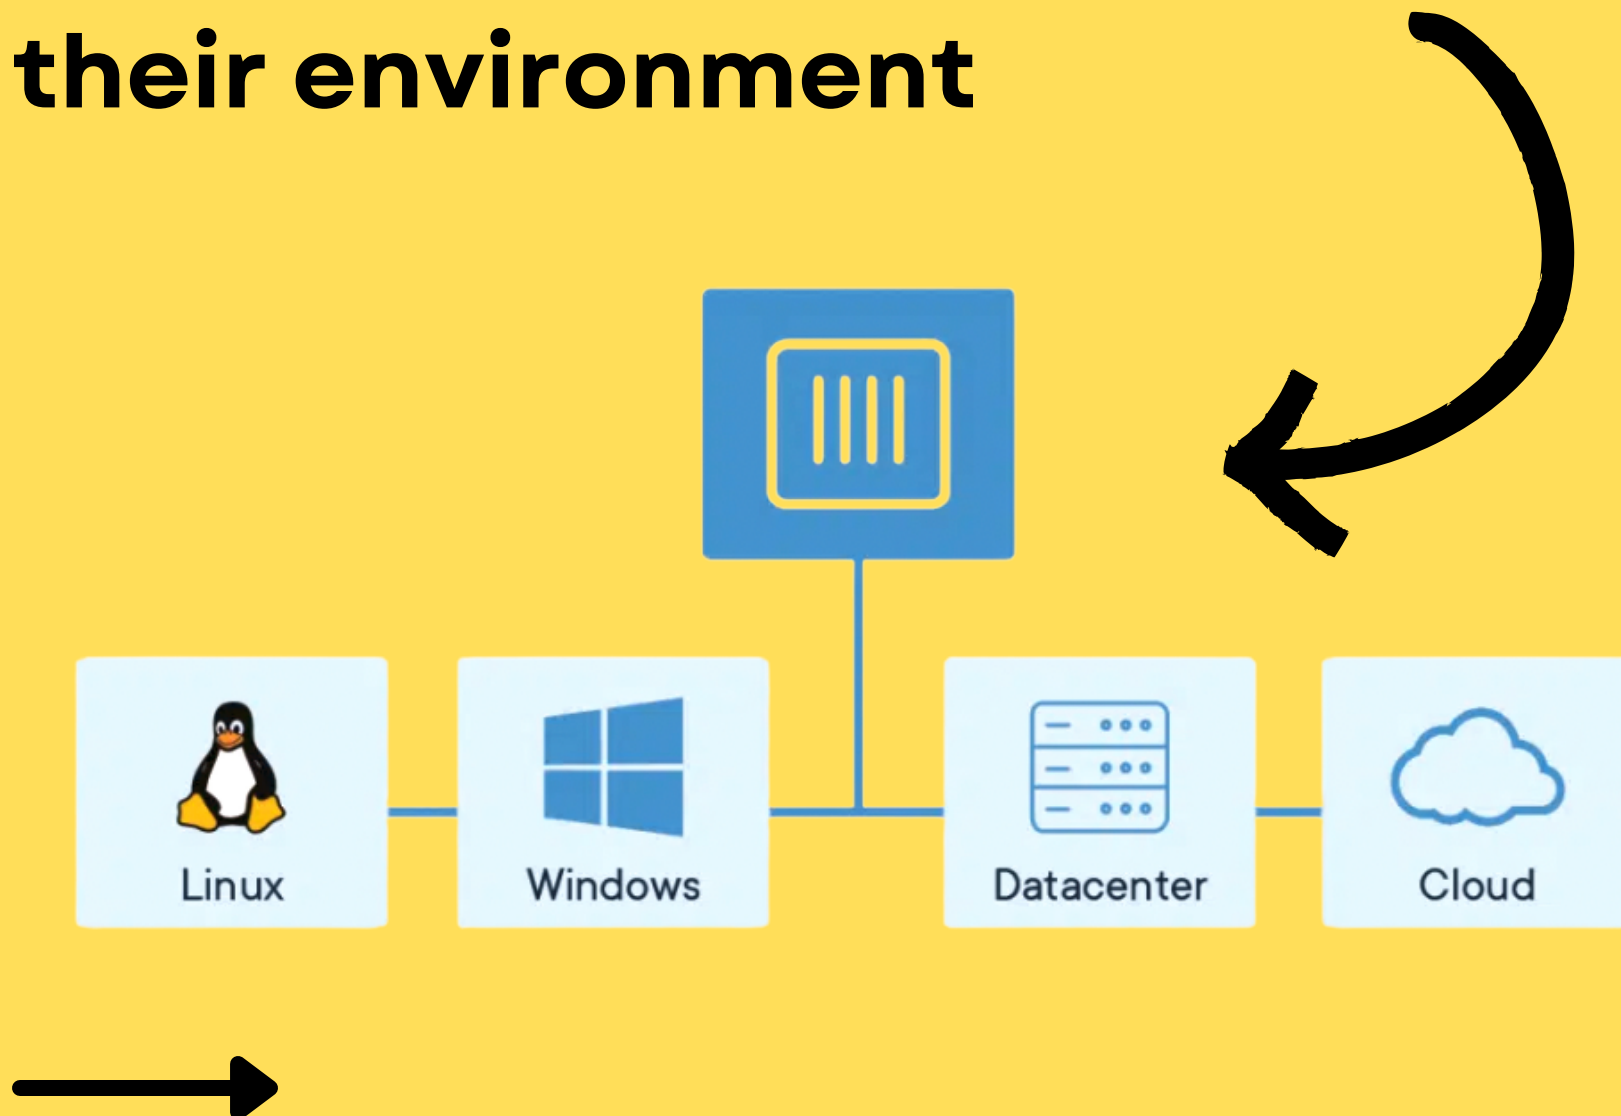 their environment
Linux
Windows
Datacenter
Cloud